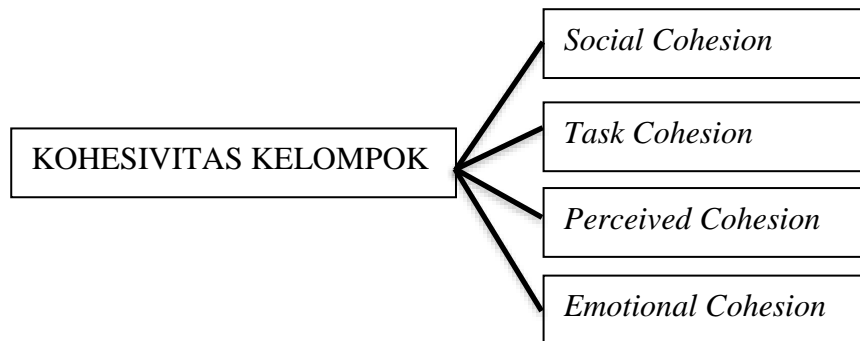 Social Cohesion
Task Cohesion
KOHESIVITAS KELOMPOK
Perceived Cohesion
Emotional Cohesion